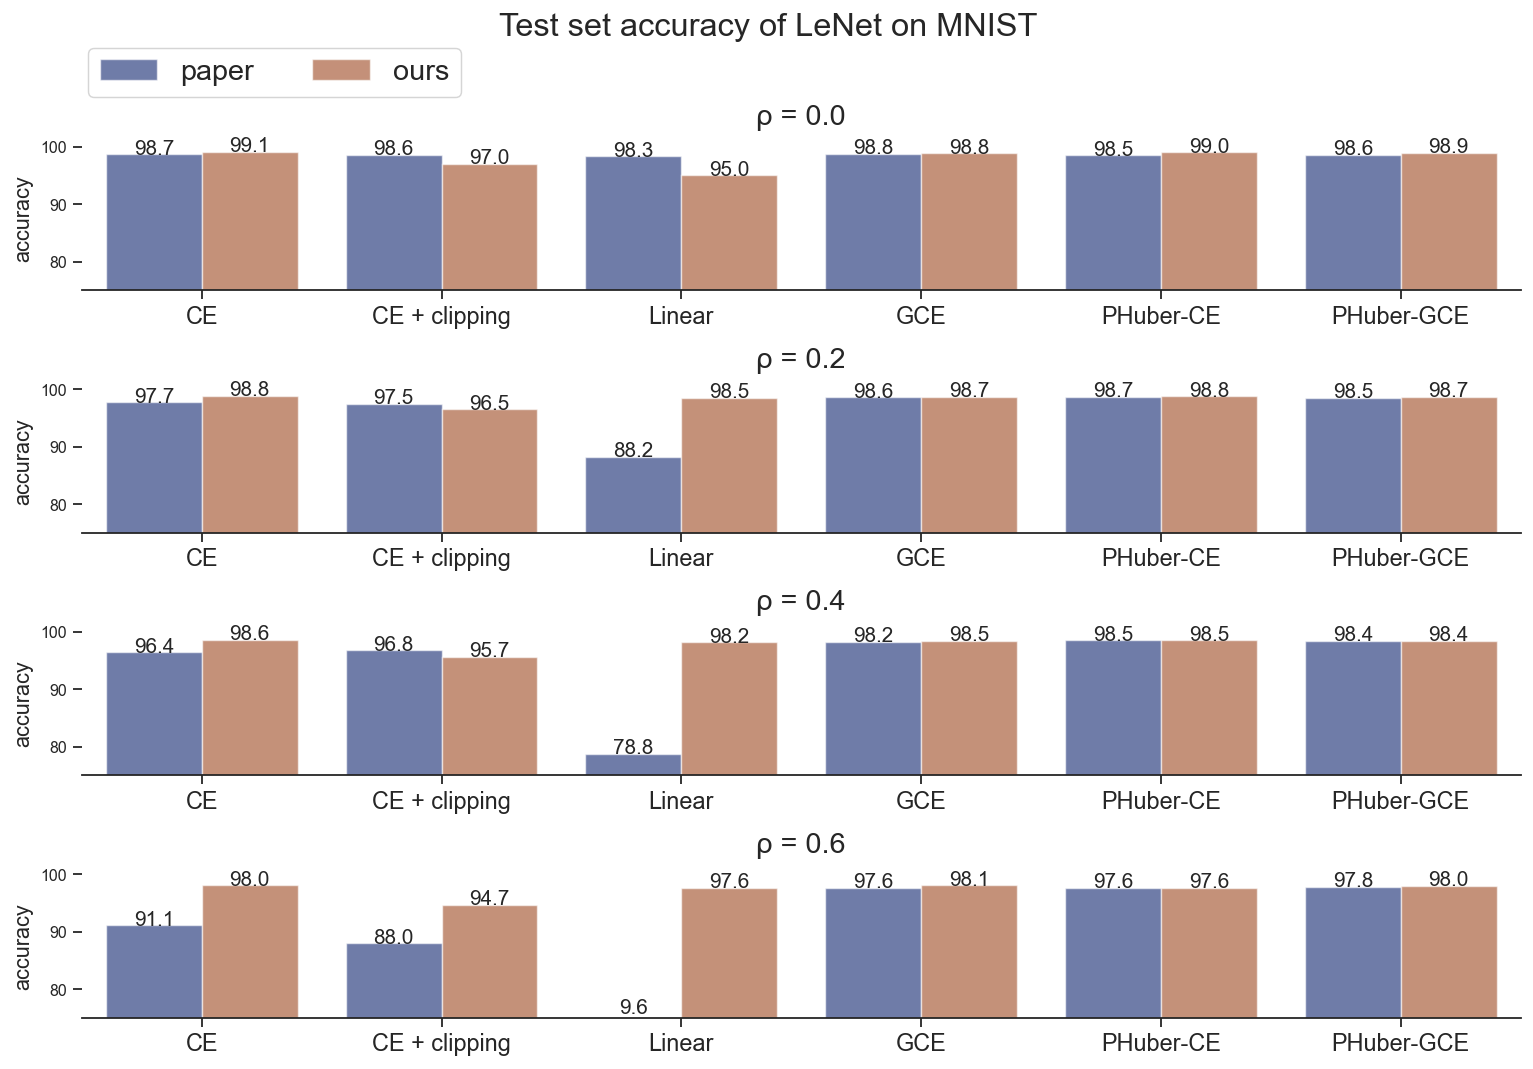 Test set accuracy of LeNet on MNIST
paper ours
ρ = 0.0
accuracy
100
90
80
98.7 99.1 98.6 97.0 98.3 95.0 98.8 98.8 98.5 99.0 98.6 98.9
CE CE + clipping Linear GCE PHuber-CE PHuber-GCE
ρ = 0.2
accuracy
100
90
80
97.7 98.8 97.5 96.5 88.2 98.5 98.6 98.7 98.7 98.8 98.5 98.7
CE CE + clipping Linear GCE PHuber-CE PHuber-GCE
ρ = 0.4
accuracy
100
90
80
96.4 98.6 96.8 95.7 78.8 98.2 98.2 98.5 98.5 98.5 98.4 98.4
CE CE + clipping Linear GCE PHuber-CE PHuber-GCE
ρ = 0.6
accuracy
100
90
80
91.1 98.0 88.0 94.7 9.6 97.6 97.6 98.1 97.6 97.6 97.8 98.0
CE CE + clipping Linear GCE PHuber-CE PHuber-GCE